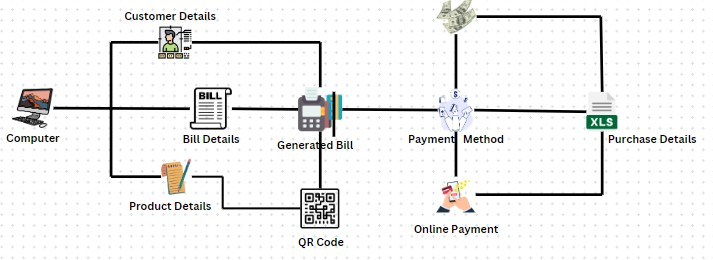 Customer Details
BILL
Computer
Bill Details
Generated Bill
Payment Method
XLS
Purchase Details
Product Details
QR Code
Online Payment